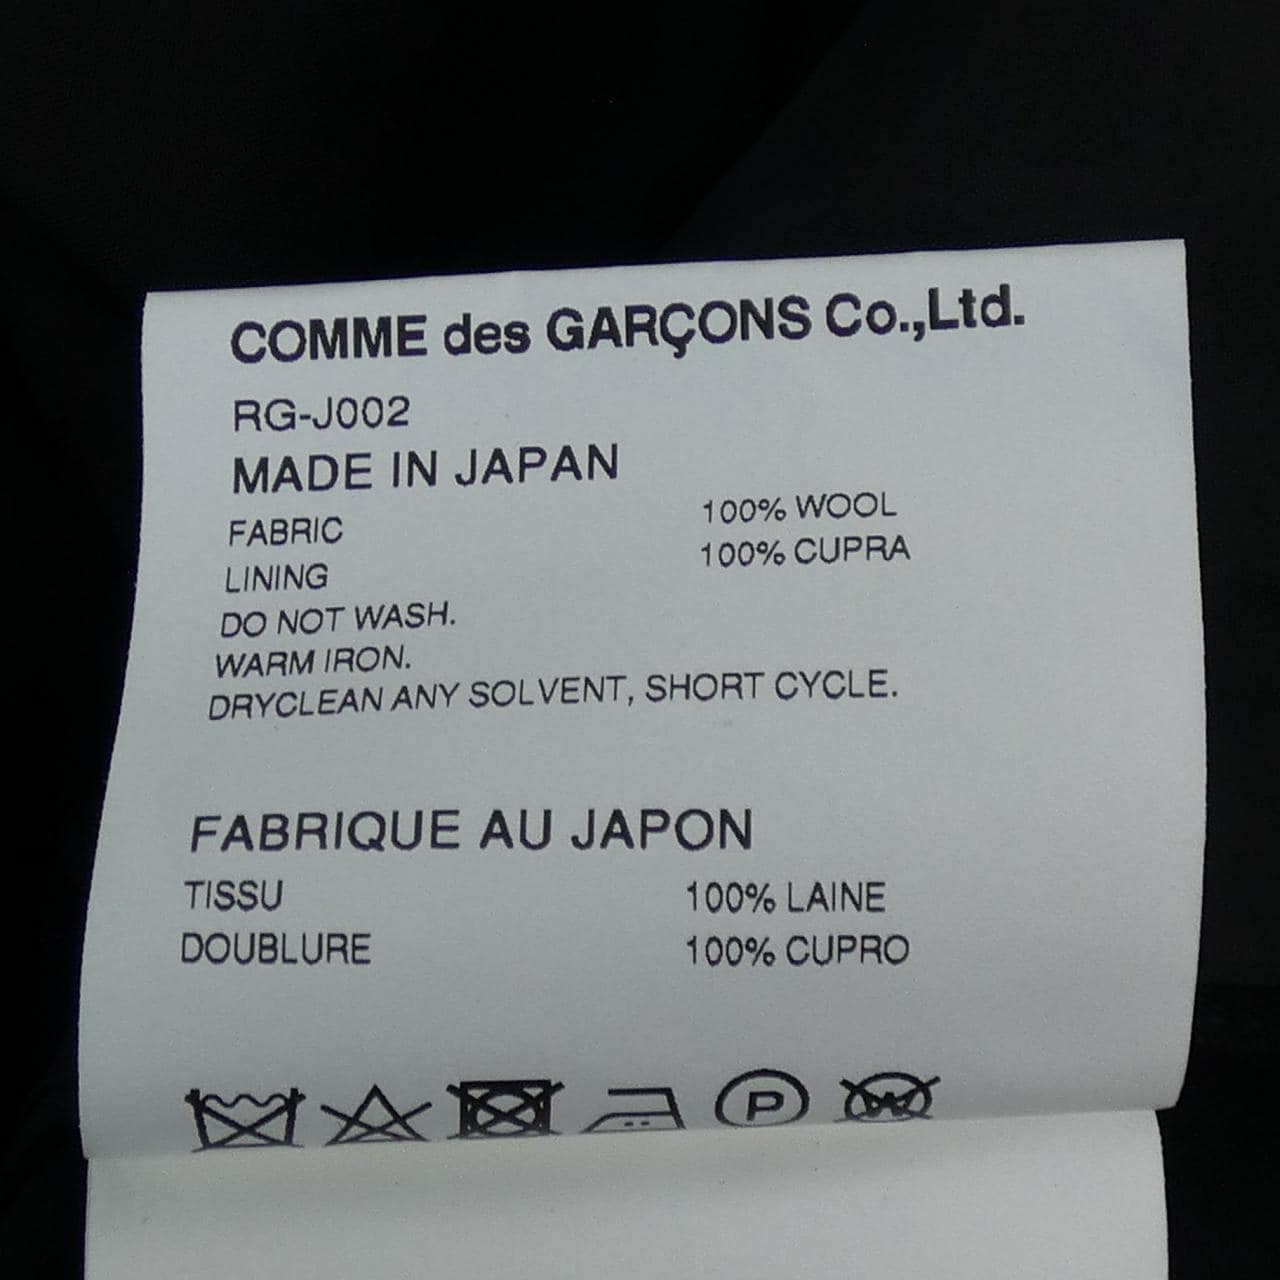 COMME des GARÇONS Co.,Ltd.
RG-J002
MADE IN JAPAN
FABRIC 100% WOOL
LINING 100% CUPRA
DO NOT WASH.
WARM IRON.
DRYCLEAN ANY SOLVENT, SHORT CYCLE.
FABRIQUE AU JAPON
TISSU 100% LAINE
DOUBLURE 100% CUPRO
P W